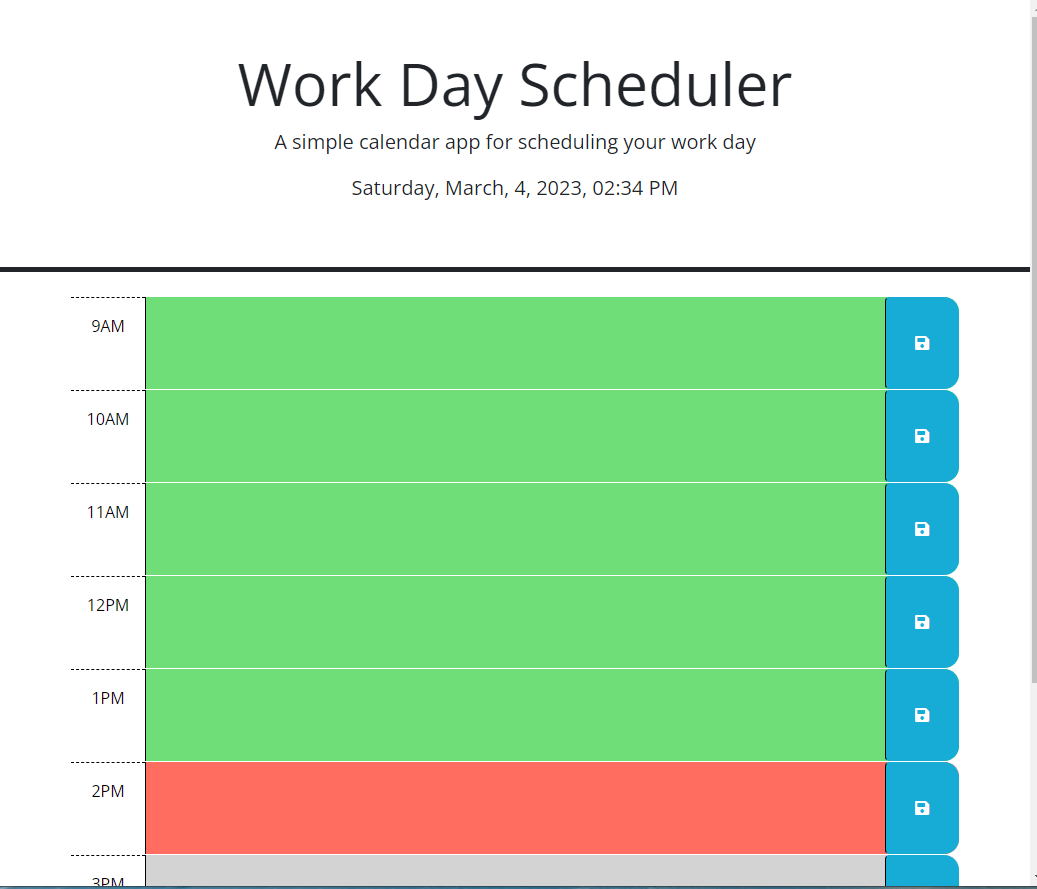 Work Day Scheduler
A simple calendar app for scheduling your work day
Saturday, March, 4, 2023, 02:34 PM
9AM
10AM
11AM
12PM
1PM
2PM
3PM